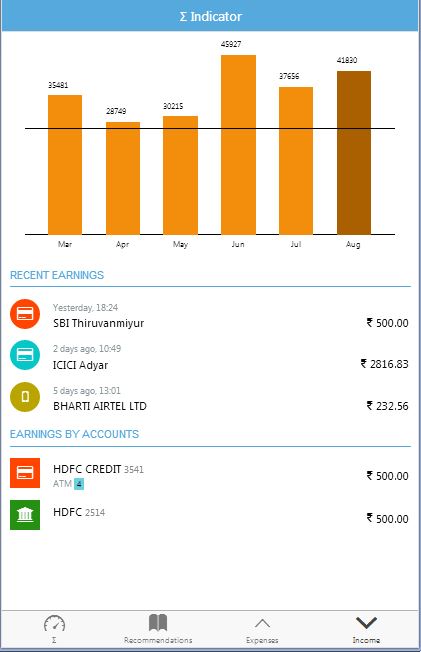 Σ Indicator
45927
41830
37656
35481
30215
28749
Mar Apr May Jun Jul Aug
RECENT EARNINGS
Yesterday, 18:24
SBI Thiruvanmiyur ₹ 500.00
2 days ago, 10:49
ICICI Adyar ₹ 2816.83
5 days ago, 13:01
BHARTI AIRTEL LTD ₹ 232.56
EARNINGS BY ACCOUNTS
HDFC CREDIT 3541 ₹ 500.00
ATM 4
HDFC 2514 ₹ 500.00
Σ Recommendations Expenses Income